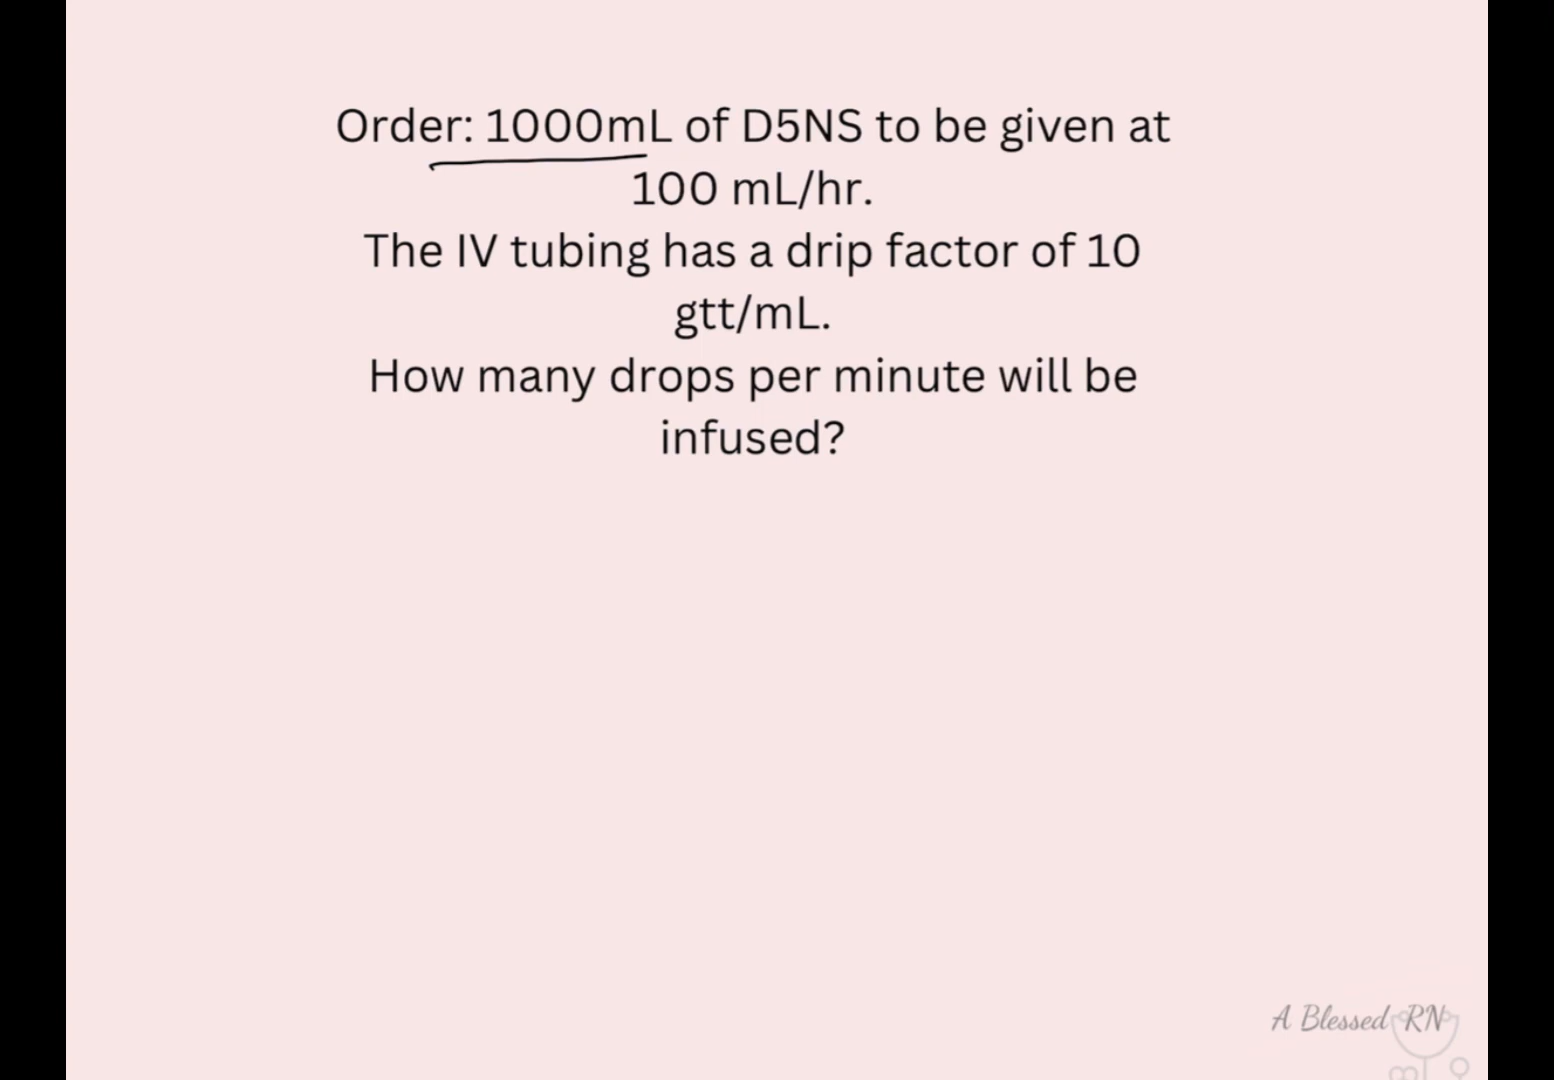 Order: 1000mL of D5NS to be given at
100 mL/hr.
The IV tubing has a drip factor of 10
gtt/mL.
How many drops per minute will be
infused?
A Blessed RN